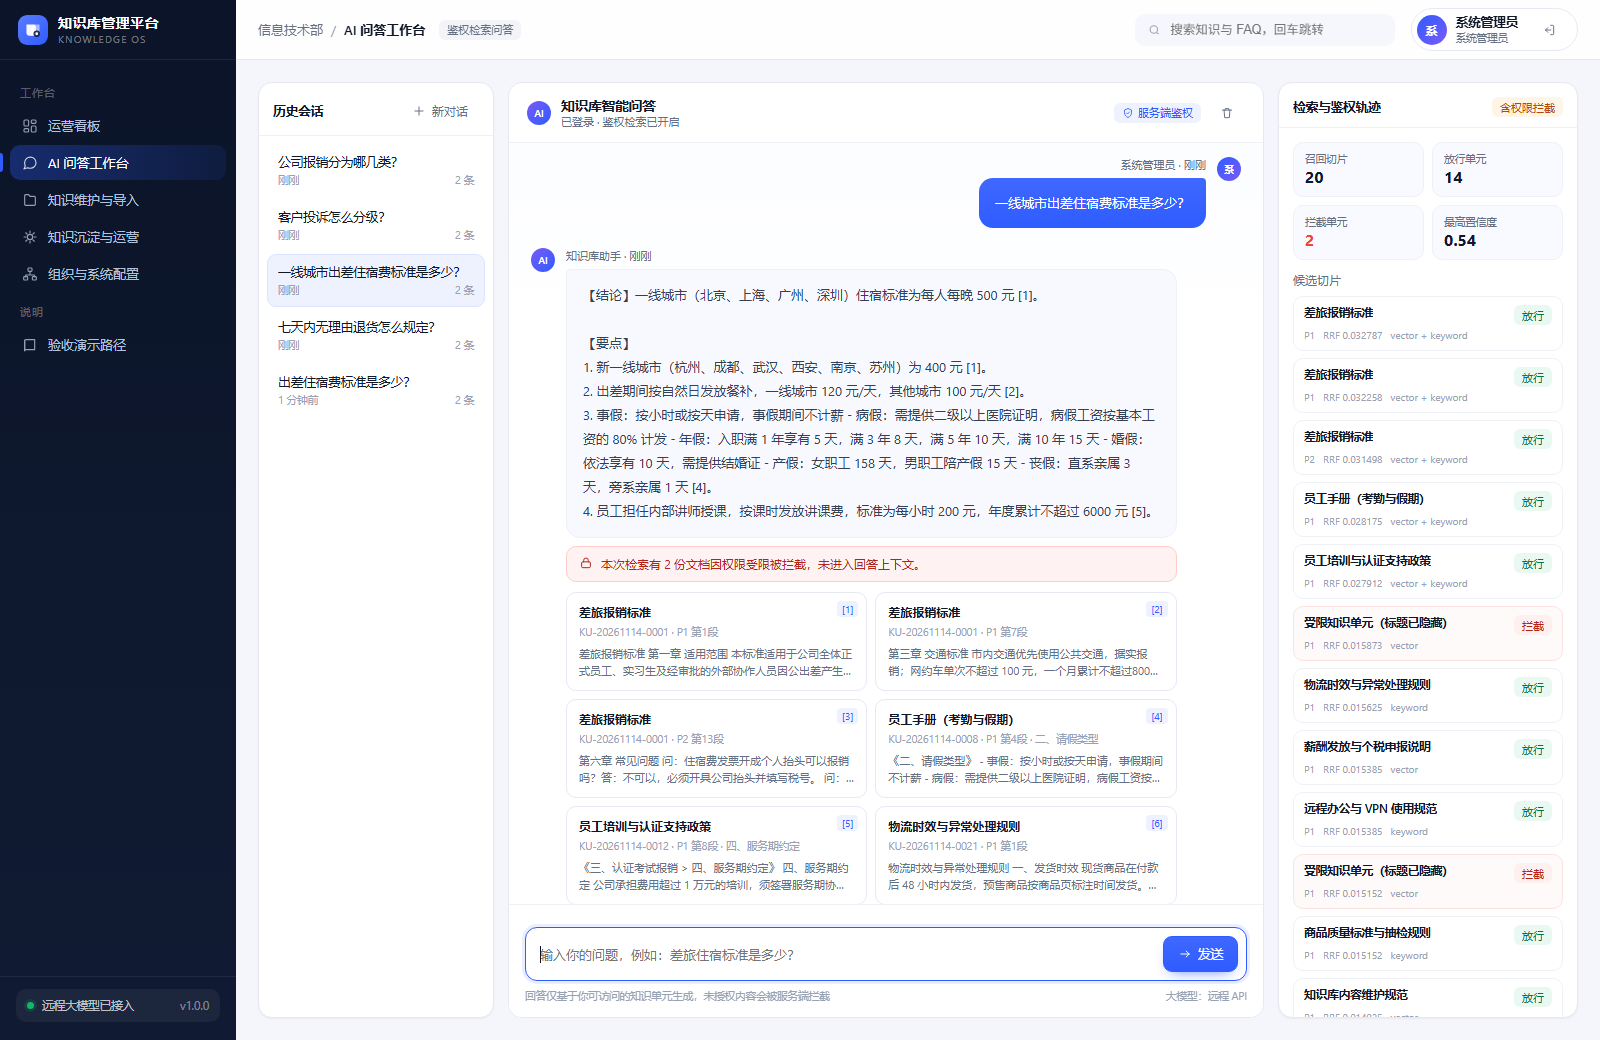 知识库管理平台
KNOWLEDGE OS
工作台
运营看板
AI 问答工作台
知识维护与导入
知识沉淀与运营
组织与系统配置
说明
验收演示路径
远程大模型已接入
v1.0.0
信息技术部 / AI 问答工作台
鉴权检索问答
搜索知识与 FAQ，回车跳转
系
系统管理员
系统管理员
历史会话
新对话
公司报销分为哪几类？
刚刚
2 条
客户投诉怎么分级？
刚刚
2 条
一线城市出差住宿费标准是多少？
刚刚
2 条
七天内无理由退货怎么规定？
刚刚
2 条
出差住宿费标准是多少？
1 分钟前
2 条
AI
知识库智能问答
已登录 · 鉴权检索已开启
服务端鉴权
系统管理员 · 刚刚
系
一线城市出差住宿费标准是多少？
AI
知识库助手 · 刚刚
【结论】一线城市（北京、上海、广州、深圳）住宿标准为每人每晚 500 元 [1]。
【要点】
1. 新一线城市（杭州、成都、武汉、西安、南京、苏州）为 400 元 [1]。
2. 出差期间按自然日发放餐补，一线城市 120 元/天，其他城市 100 元/天 [2]。
3. 事假：按小时或按天申请，事假期间不计薪 - 病假：需提供二级以上医院证明，病假工资按基本工
资的 80% 计发 - 年假：入职满 1 年享有 5 天，满 3 年 8 天，满 5 年 10 天，满 10 年 15 天 - 婚假：
依法享有 10 天，需提供结婚证 - 产假：女职工 158 天，男职工陪产假 15 天 - 丧假：直系亲属 3
天，旁系亲属 1 天 [4]。
4. 员工担任内部讲师授课，按课时发放讲课费，标准为每小时 200 元，年度累计不超过 6000 元 [5]。
本次检索有 2 份文档因权限受限被拦截，未进入回答上下文。
差旅报销标准
[1]
KU-20261114-0001 · P1 第1段
差旅报销标准 第一章 适用范围 本标准适用于公司全体正
式员工、实习生及经审批的外部协作人员因公出差产生...
差旅报销标准
[2]
KU-20261114-0001 · P1 第7段
第三章 交通标准 市内交通优先使用公共交通，据实报
销；网约车单次不超过 100 元，一个月累计不超过800...
差旅报销标准
[3]
KU-20261114-0001 · P2 第13段
第六章 常见问题 问：住宿费发票开成个人抬头可以报销
吗？答：不可以，必须开具公司抬头并填写税号。 问：...
员工手册（考勤与假期）
[4]
KU-20261114-0008 · P1 第4段 · 二、请假类型
《二、请假类型》 - 事假：按小时或按天申请，事假期间
不计薪 - 病假：需提供二级以上医院证明，病假工资按...
员工培训与认证支持政策
[5]
KU-20261114-0012 · P1 第8段 · 四、服务期约定
《三、认证考试报销 > 四、服务期约定》 四、服务期约
定 公司承担费用超过 1 万元的培训，须签署服务期协...
物流时效与异常处理规则
[6]
KU-20261114-0021 · P1 第1段
物流时效与异常处理规则 一、发货时效 现货商品在付款
后 48 小时内发货，预售商品按商品页标注时间发货。...
输入你的问题，例如：差旅住宿标准是多少？
发送
回答仅基于你可访问的知识单元生成，未授权内容会被服务端拦截
大模型：远程 API
检索与鉴权轨迹
含权限拦截
召回切片
20
放行单元
14
拦截单元
2
最高置信度
0.54
候选切片
差旅报销标准
放行
P1 RRF 0.032787 vector + keyword
差旅报销标准
放行
P1 RRF 0.032258 vector + keyword
差旅报销标准
放行
P2 RRF 0.031498 vector + keyword
员工手册（考勤与假期）
放行
P1 RRF 0.028175 vector + keyword
员工培训与认证支持政策
放行
P1 RRF 0.027912 vector + keyword
受限知识单元（标题已隐藏）
拦截
P1 RRF 0.015873 vector
物流时效与异常处理规则
放行
P1 RRF 0.015625 keyword
薪酬发放与个税申报说明
放行
P1 RRF 0.015385 vector
远程办公与 VPN 使用规范
放行
P1 RRF 0.015385 keyword
受限知识单元（标题已隐藏）
拦截
P1 RRF 0.015152 vector
商品质量标准与抽检规则
放行
P1 RRF 0.015152 keyword
知识库内容维护规范
放行